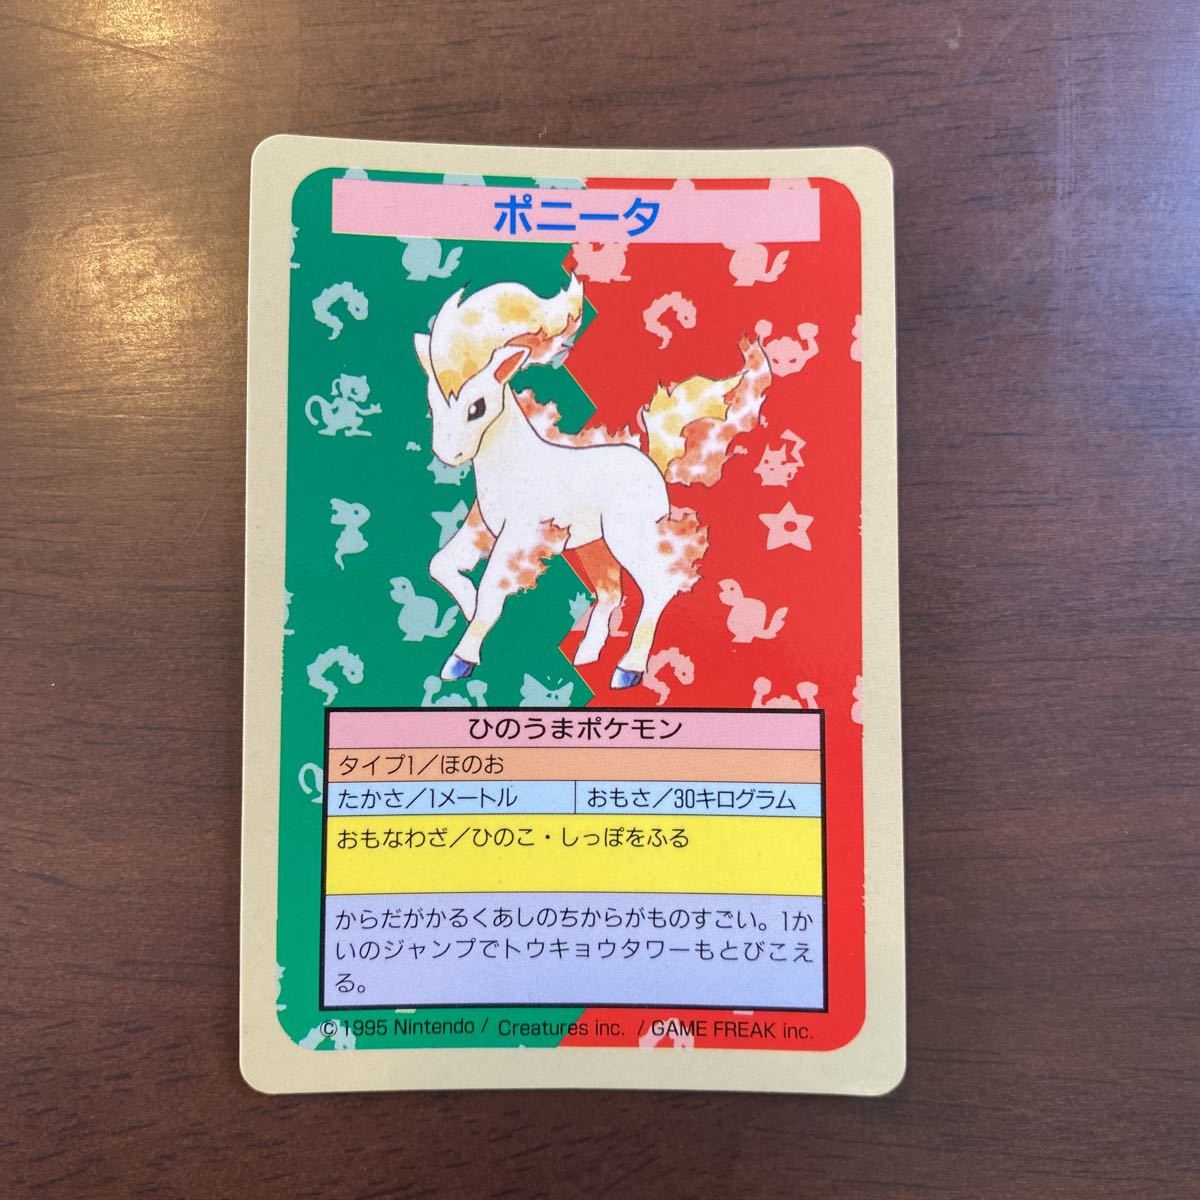 ポニータ
ひのうまポケモン
タイプ1／ほのお
たかさ／1メートル おもさ／30キログラム
おもなわざ／ひのこ・しっぽをふる
からだがかるくあしのちからがものすごい。1か
いのジャンプでトウキョウタワーもとびこえ
る。
© 1995 Nintendo / Creatures inc. / GAME FREAK inc.